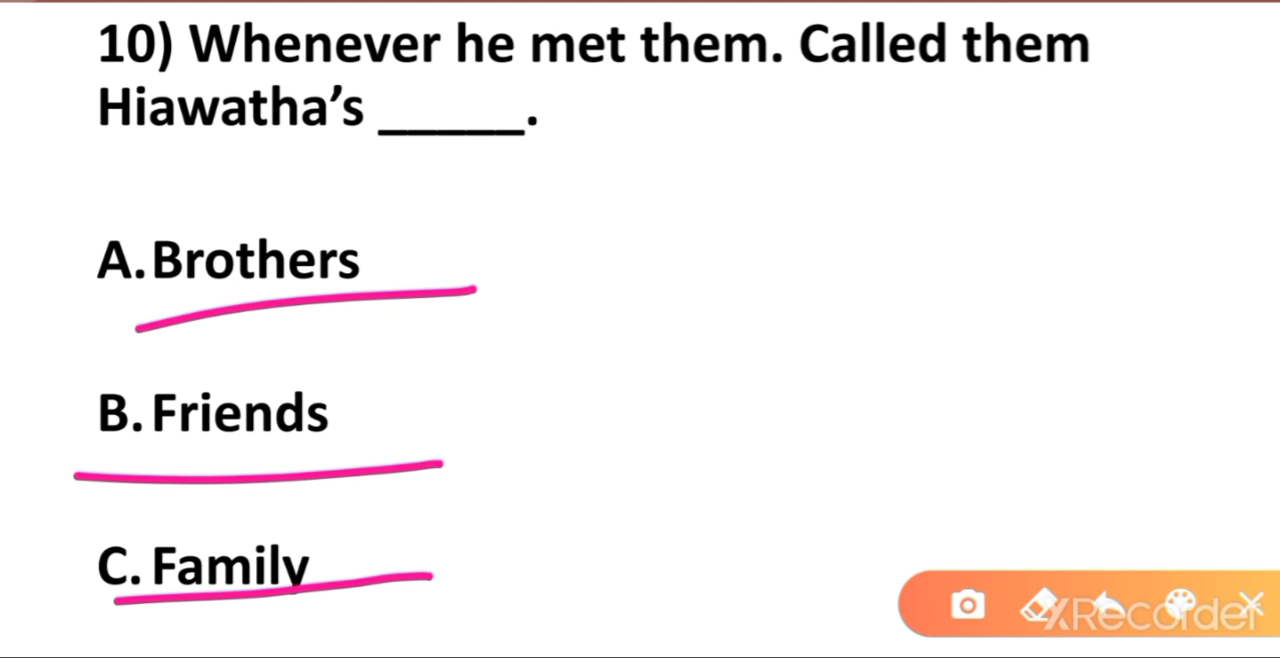 10) Whenever he met them. Called them
Hiawatha’s _____.
A. Brothers
B. Friends
C. Family
XRecorder